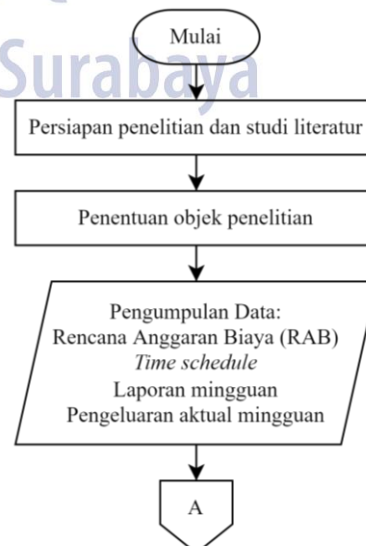 Mulai
Surabaya
Persiapan penelitian dan studi literatur
Penentuan objek penelitian
Pengumpulan Data:
Rencana Anggaran Biaya (RAB)
Time schedule
Laporan mingguan
Pengeluaran aktual mingguan
A